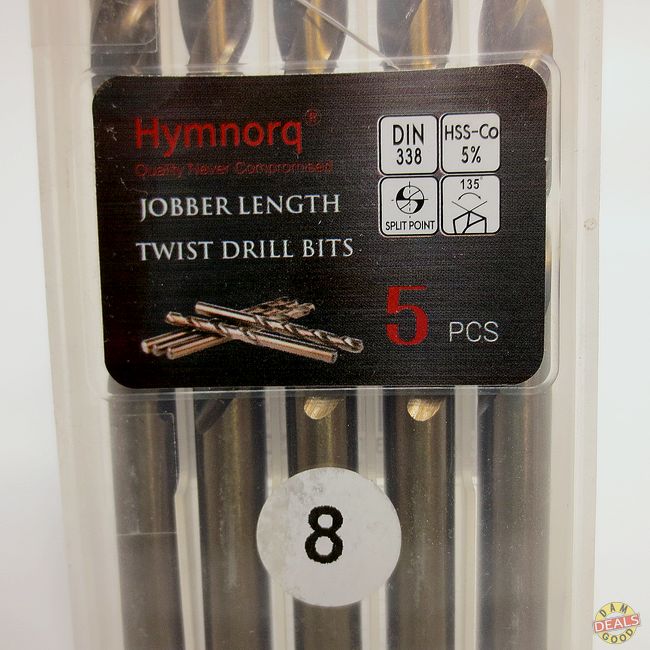 Hymnorq®
Quality Never Compromised
JOBBER LENGTH
TWIST DRILL BITS
DIN
338
HSS-Co
5%
SPLIT POINT
135°
5 PCS
8
DAM
DEALS
GOOD